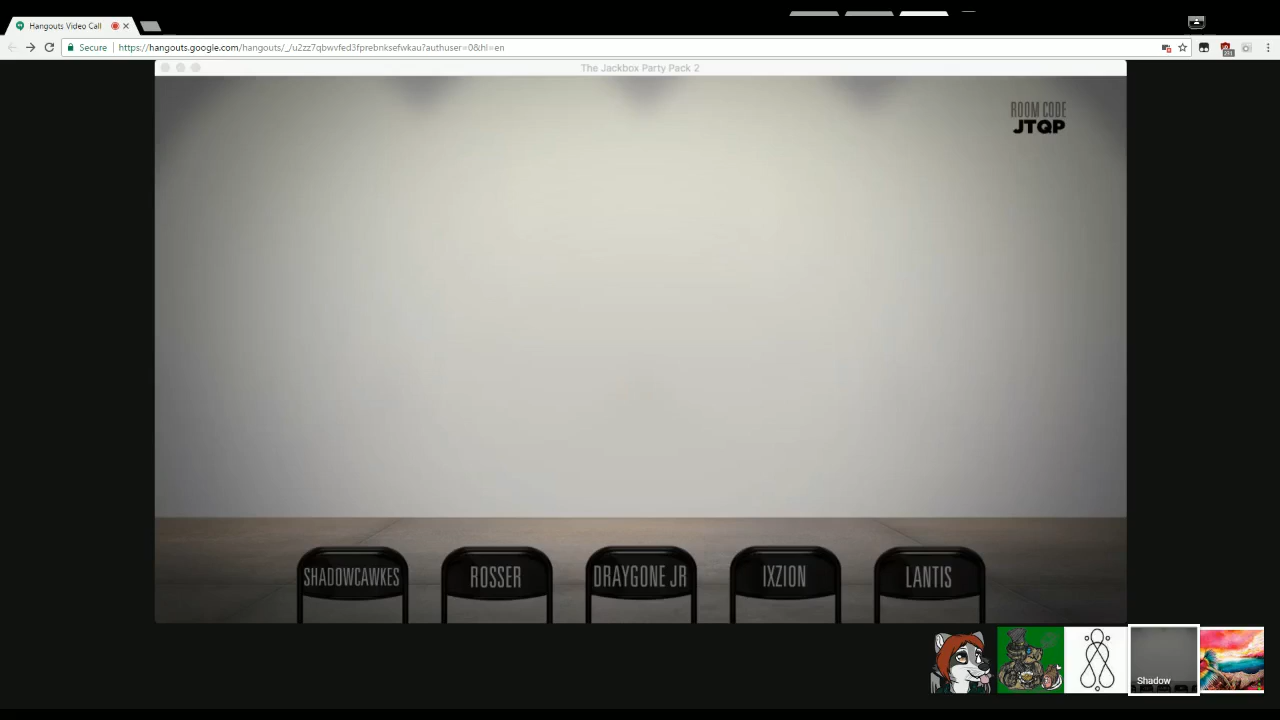 Hangouts Video Call
Secure
https://hangouts.google.com/hangouts/_/u2zz7qbwvfed3fprebnksefwkau?authuser=0&hl=en
The Jackbox Party Pack 2
ROOM CODE
JTQP
SHADOWCAWKES
ROSSER
DRAYGONE JR
IXZION
LANTIS
Shadow